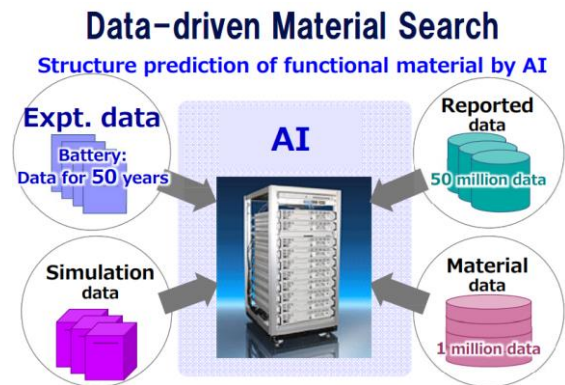 Data-driven Material Search
Structure prediction of functional material by AI
Expt. data
Battery:
Data for 50 years
AI
Reported
data
50 million data
Simulation
data
Material
data
1 million data